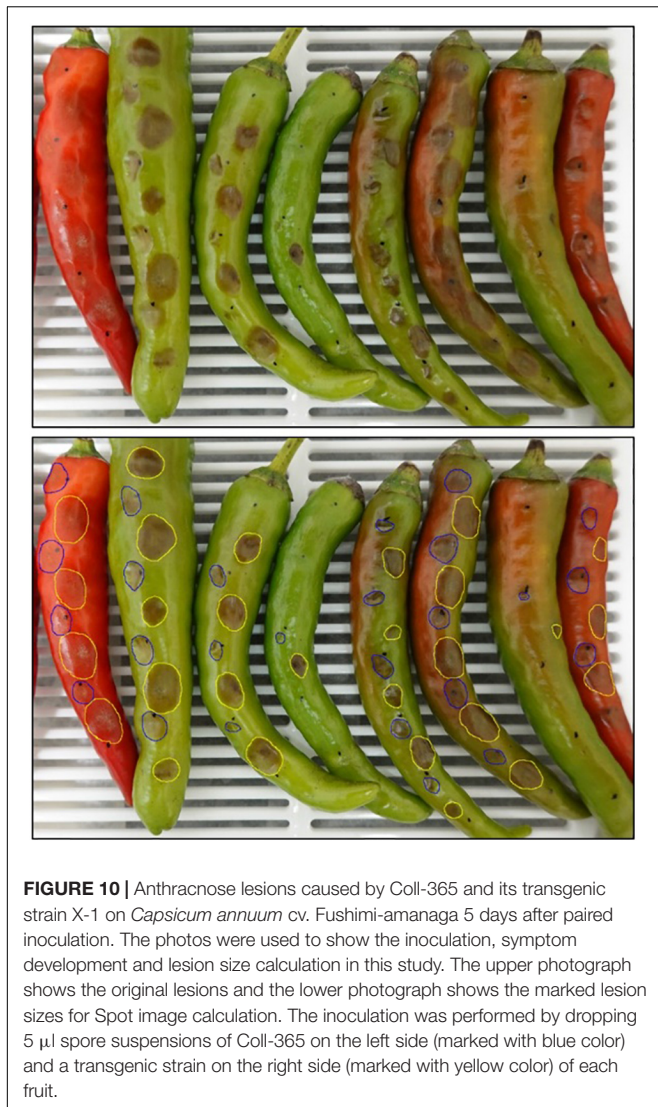 FIGURE 10 | Anthracnose lesions caused by Coll-365 and its transgenic
strain X-1 on Capsicum annuum cv. Fushimi-amanaga 5 days after paired
inoculation. The photos were used to show the inoculation, symptom
development and lesion size calculation in this study. The upper photograph
shows the original lesions and the lower photograph shows the marked lesion
sizes for Spot image calculation. The inoculation was performed by dropping
5 μl spore suspensions of Coll-365 on the left side (marked with blue color)
and a transgenic strain on the right side (marked with yellow color) of each
fruit.